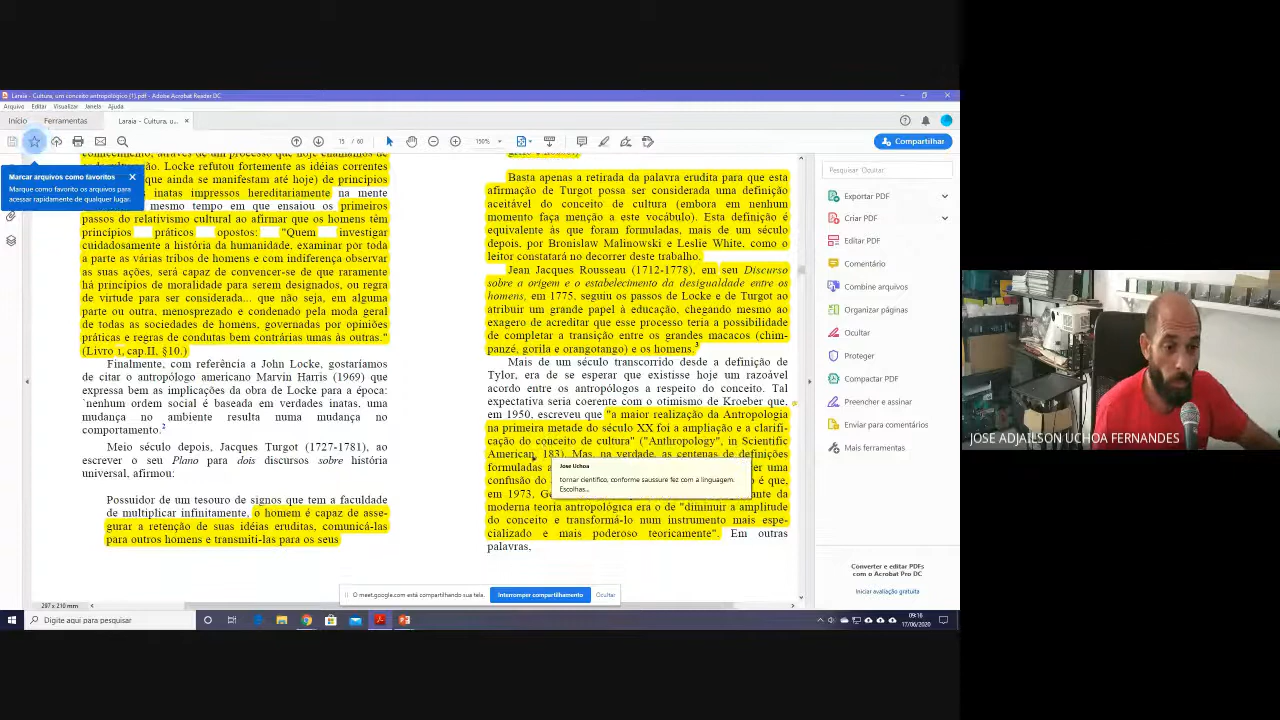 Laraia - Cultura, um conceito antropológico [1].pdf - Adobe Acrobat Reader DC
Arquivo Editar Visualizar Janela Ajuda
Início Ferramentas Laraia - Cultura, u...
15 / 60 150%
Compartilhar
Marcar arquivos como favoritos
Marque como favorito os arquivos para
acessar rapidamente de qualquer lugar.
Locke refutou fortemente as idéias correntes
que ainda se manifestam até hoje) de princípios
inatas impressos hereditariamente na mente
mesmo tempo em que ensaiou os primeiros
passos do relativismo cultural ao afirmar que os homens têm
princípios práticos opostos: "Quem investigar
cuidadosamente a história da humanidade, examinar por toda
a parte as várias tribos de homens e com indiferença observar
as suas ações, será capaz de convencer-se de que raramente
há princípios de moralidade para serem designados, ou regra
de virtude para ser considerada... que não seja, em alguma
parte ou outra, menosprezado e condenado pela moda geral
de todas as sociedades de homens, governadas por opiniões
práticas e regras de condutas bem contrárias umas às outras."
(Livro 1, cap.II, §10.)
Finalmente, com referência a John Locke, gostaríamos
de citar o antropólogo americano Marvin Harris (1969) que
expressa bem as implicações da obra de Locke para a época:
"nenhum ordem social é baseada em verdades inatas, uma
mudança no ambiente resulta numa mudança no
comportamento.²
Meio século depois, Jacques Turgot (1727-1781), ao
escrever o seu Plano para dois discursos sobre história
universal, afirmou:
Possuidor de um tesouro de signos que tem a faculdade
de multiplicar infinitamente, o homem é capaz de asse-
gurar a retenção de suas idéias eruditas, comunicá-las
para outros homens e transmiti-las para os seus
Basta apenas a retirada da palavra erudita para que esta
afirmação de Turgot possa ser considerada uma definição
aceitável do conceito de cultura (embora em nenhum
momento faça menção a este vocábulo). Esta definição é
equivalente às que foram formuladas, mais de um século
depois, por Bronislaw Malinowski e Leslie White, como o
leitor constatará no decorrer deste trabalho.
Jean Jacques Rousseau (1712-1778), em seu Discurso
sobre a origem e o estabelecimento da desigualdade entre os
homens, em 1775, seguiu os passos de Locke e de Turgot ao
atribuir um grande papel à educação, chegando mesmo ao
exagero de acreditar que esse processo teria a possibilidade
de completar a transição entre os grandes macacos (chim-
panzé, gorila e orangotango) e os homens.³
Mais de um século transcorrido desde a definição de
Tylor, era de se esperar que existisse hoje um razoável
acordo entre os antropólogos a respeito do conceito. Tal
expectativa seria coerente com o otimismo de Kroeber que,
em 1950, escreveu que "a maior realização da Antropologia
na primeira metade do século XX foi a ampliação e a clarifi-
cação do conceito de cultura" ("Anthropology", in Scientific
American, 183). Mas, na verdade, as centenas de definições
formuladas a
confusão do é que,
em 1973, da
Jose Uchoa
tornar científico, conforme saussure fez com a linguagem.
Escolhas...
moderna teoria antropológica era o de "diminuir a amplitude
do conceito e transformá-lo num instrumento mais espe-
cializado e mais poderoso teoricamente". Em outras
palavras,
Pesquisar 'Ocultar'
Exportar PDF
Criar PDF
Editar PDF
Comentário
Combine arquivos
Organizar páginas
Ocultar
Proteger
Compactar PDF
Preencher e assinar
Enviar para comentários
Mais ferramentas
Converter e editar PDFs
com o Acrobat Pro DC
Iniciar avaliação gratuita
297 x 210 mm
O meet.google.com está compartilhando sua tela. Interromper compartilhamento Ocultar
Digite aqui para pesquisar
09:16
17/06/2020
JOSE ADJAILSON UCHOA FERNANDES